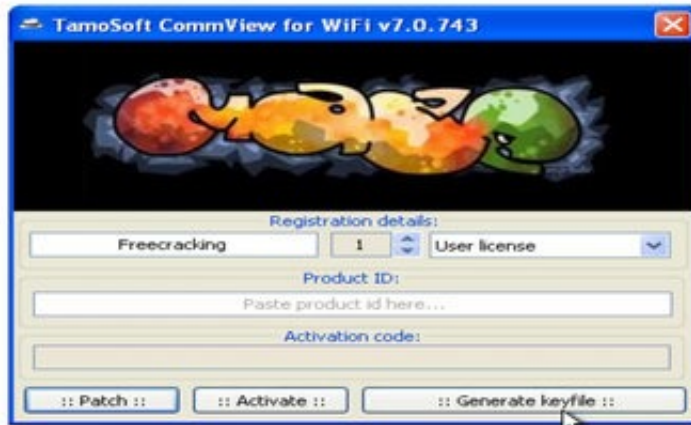 TamoSoft CommView for WiFi v7.0.743
Registration details:
Freecracking 1 User license
Product ID:
Paste product id here...
Activation code:
:: Patch :: :: Activate :: :: Generate keyfile ::